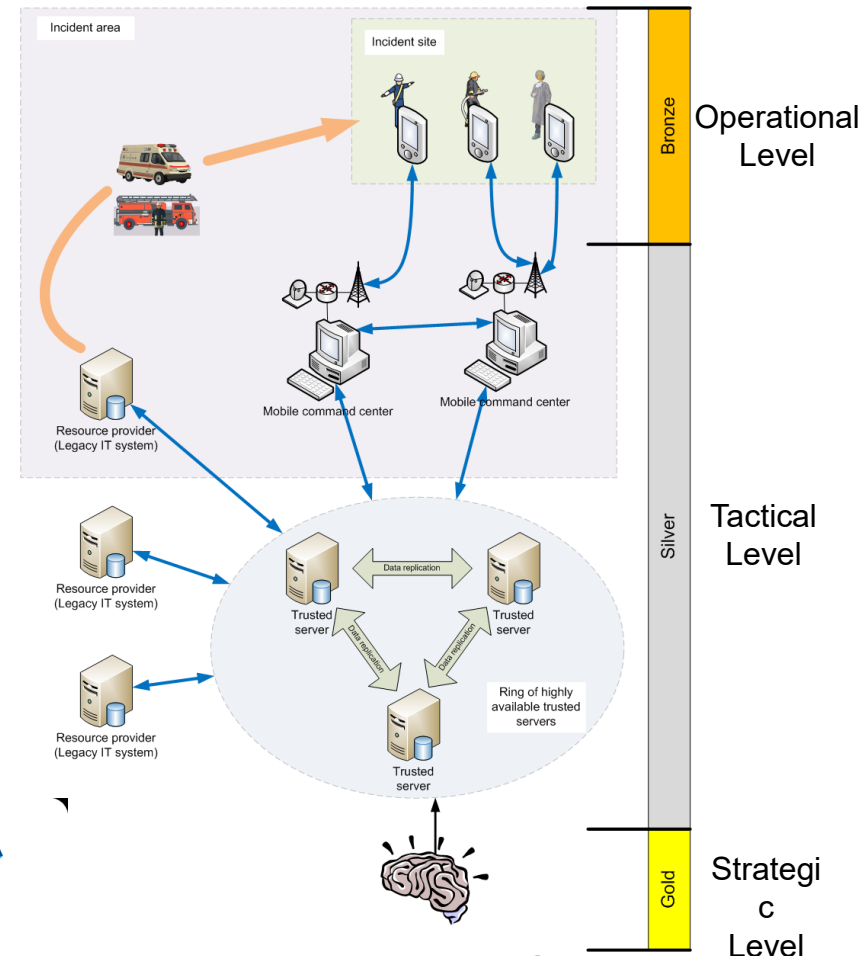 Incident area
Incident site
Bronze
Operational
Level
Mobile command center
Mobile command center
Resource provider
(Legacy IT system)
Silver
Tactical
Level
Resource provider
(Legacy IT system)
Data replication
Trusted
server
Trusted
server
Data replication
Data replication
Resource provider
(Legacy IT system)
Ring of highly
available trusted
servers
Trusted
server
Gold
Strategi
c
Level